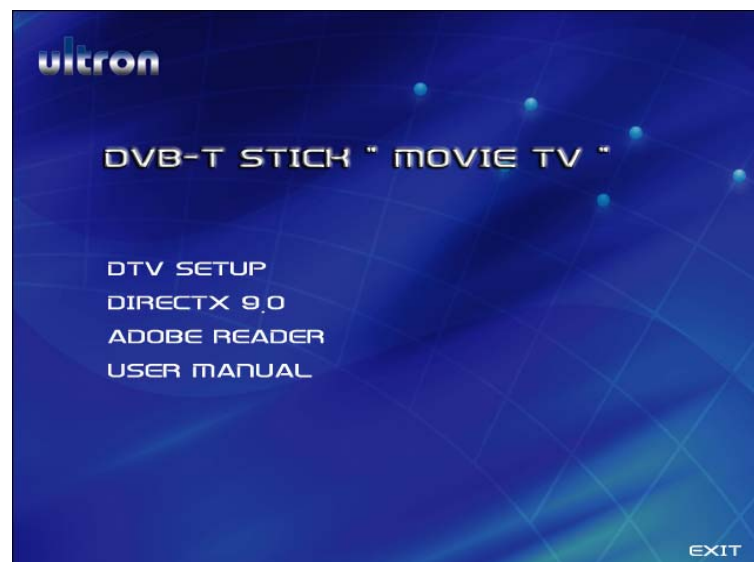 ultron
DVB-T STICK " MOVIE TV "
DTV SETUP
DIRECTX 9.0
ADOBE READER
USER MANUAL
EXIT